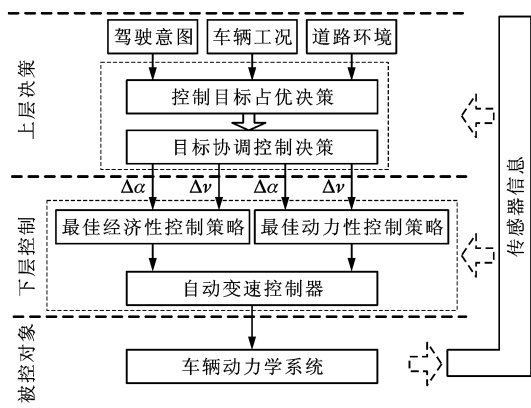 驾驶意图 车辆工况 道路环境
上层决策
控制目标占优决策
目标协调控制决策
Δα Δν Δα Δν
最佳经济性控制策略 最佳动力性控制策略
下层控制
自动变速控制器
被控对象
车辆动力学系统
传感器信息